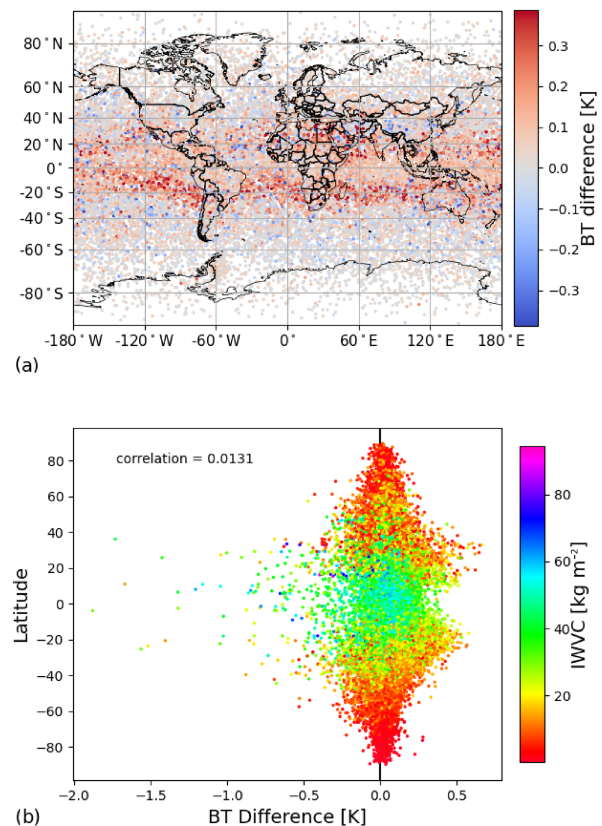 80°N
60°N
40°N
20°N
0°
-20°S
-40°S
-60°S
-80°S
-180°W -120°W -60°W 0° 60°E 120°E 180°E
0.3
0.2
0.1
0.0
−0.1
−0.2
−0.3
BT difference [K]
(a)
correlation = 0.0131
80
60
40
20
0
−20
−40
−60
−80
Latitude
−2.0 −1.5 −1.0 −0.5 0.0 0.5
BT Difference [K]
80
60
40
20
IWVC [kg m⁻²]
(b)